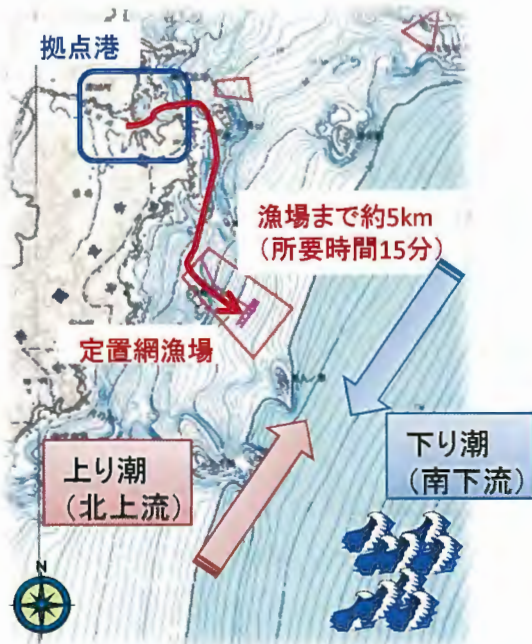 拠点港
漁場まで約5km
（所要時間15分）
定置網漁場
上り潮
（北上流）
下り潮
（南下流）
N